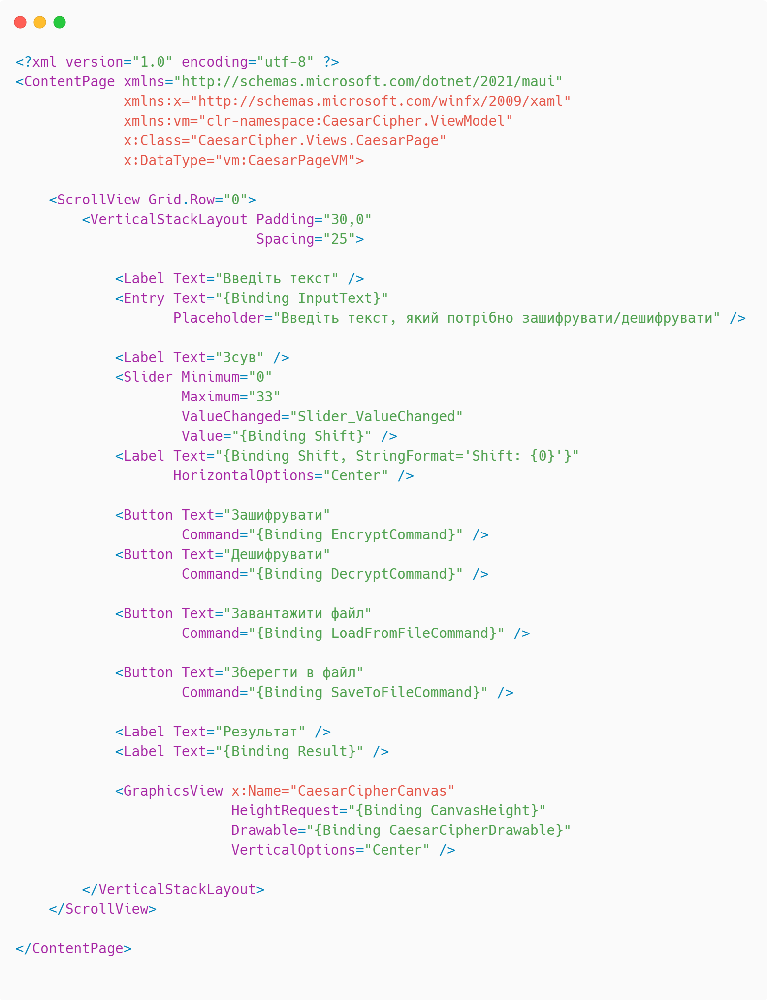 <?xml version="1.0" encoding="utf-8" ?>
<ContentPage xmlns="http://schemas.microsoft.com/dotnet/2021/maui"
             xmlns:x="http://schemas.microsoft.com/winfx/2009/xaml"
             xmlns:vm="clr-namespace:CaesarCipher.ViewModel"
             x:Class="CaesarCipher.Views.CaesarPage"
             x:DataType="vm:CaesarPageVM">
    <ScrollView Grid.Row="0">
        <VerticalStackLayout Padding="30,0"
                             Spacing="25">
            <Label Text="Введіть текст" />
            <Entry Text="{Binding InputText}"
                   Placeholder="Введіть текст, який потрібно зашифрувати/дешифрувати" />
            <Label Text="Зсув" />
            <Slider Minimum="0"
                    Maximum="33"
                    ValueChanged="Slider_ValueChanged"
                    Value="{Binding Shift}" />
            <Label Text="{Binding Shift, StringFormat='Shift: {0}'}"
                   HorizontalOptions="Center" />
            <Button Text="Зашифрувати"
                    Command="{Binding EncryptCommand}" />
            <Button Text="Дешифрувати"
                    Command="{Binding DecryptCommand}" />
            <Button Text="Завантажити файл"
                    Command="{Binding LoadFromFileCommand}" />
            <Button Text="Зберегти в файл"
                    Command="{Binding SaveToFileCommand}" />
            <Label Text="Результат" />
            <Label Text="{Binding Result}" />
            <GraphicsView x:Name="CaesarCipherCanvas"
                          HeightRequest="{Binding CanvasHeight}"
                          Drawable="{Binding CaesarCipherDrawable}"
                          VerticalOptions="Center" />
        </VerticalStackLayout>
    </ScrollView>
</ContentPage>